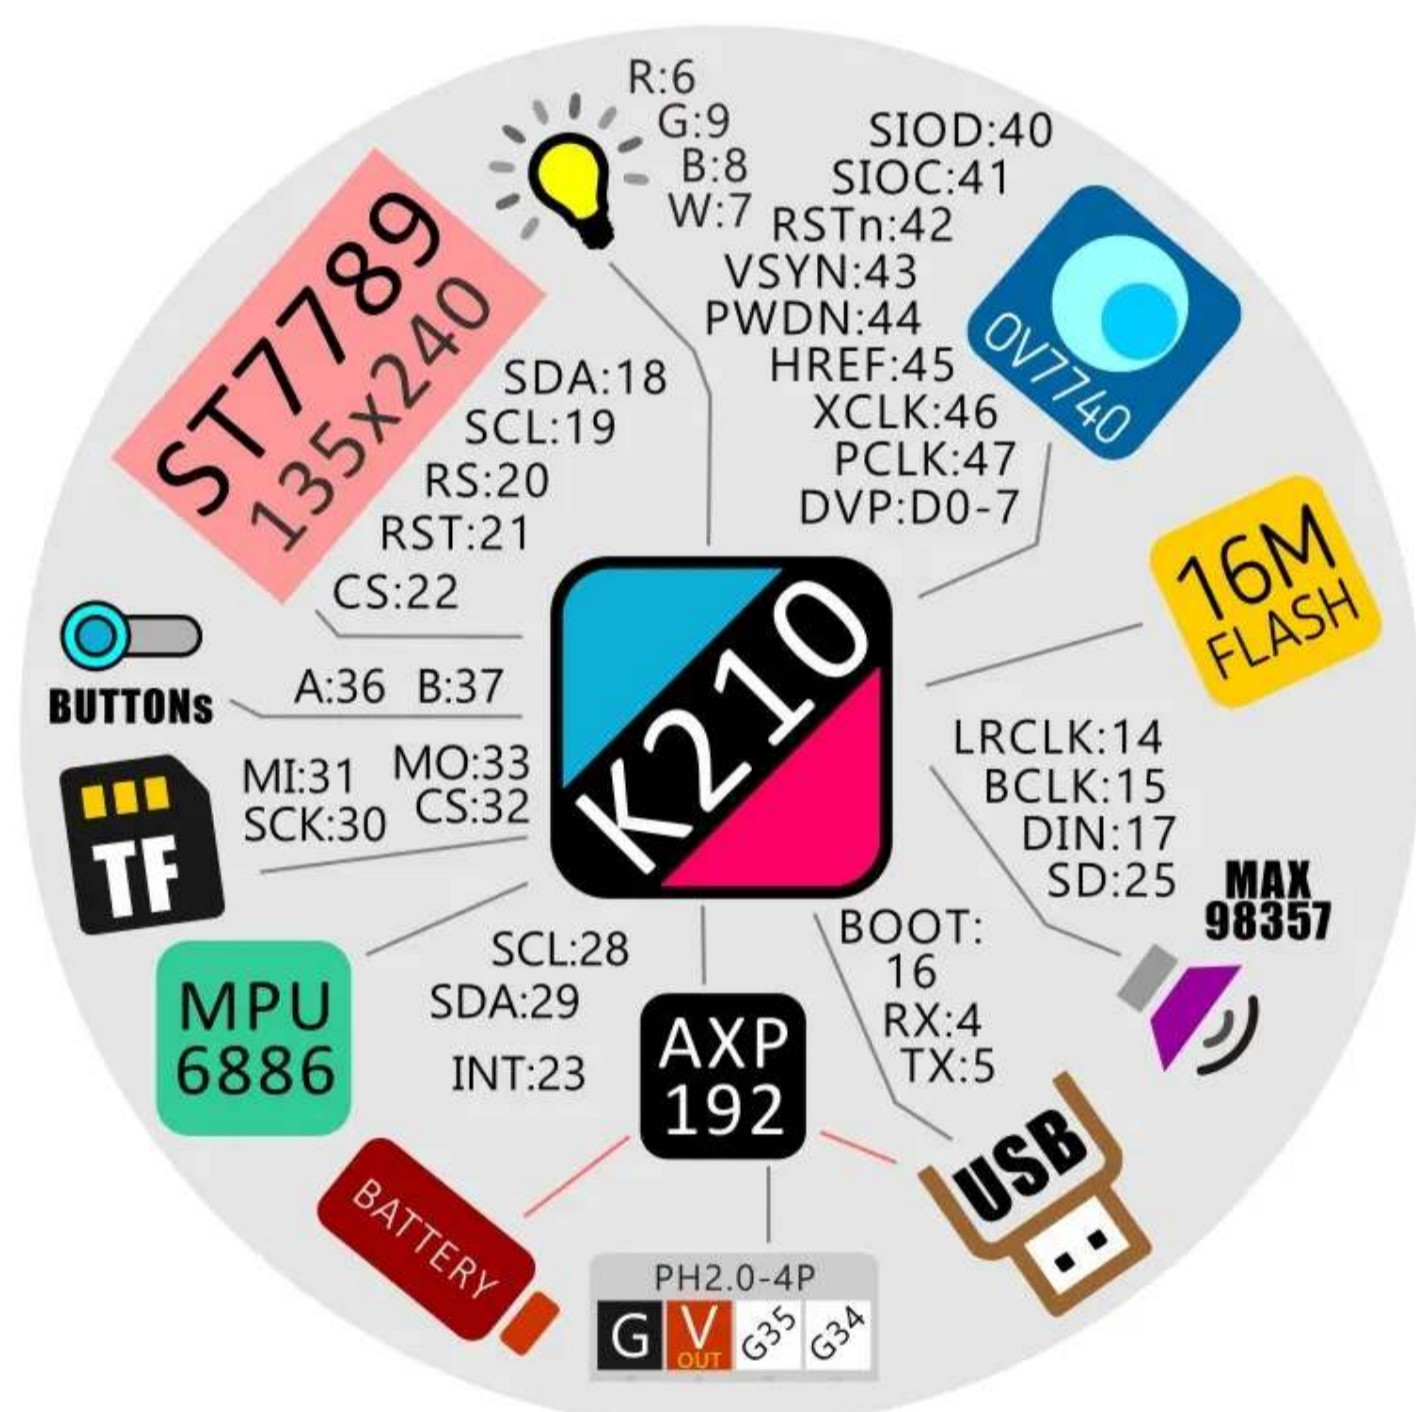 R:6
G:9
B:8
W:7
SIOD:40
SIOC:41
RSTn:42
VSYN:43
PWDN:44
HREF:45
XCLK:46
PCLK:47
DVP:D0-7
OV7740
ST7789
135x240
SDA:18
SCL:19
RS:20
RST:21
CS:22
16M
FLASH
K210
BUTTONs
A:36 B:37
TF
MI:31 MO:33
SCK:30 CS:32
LRCLK:14
BCLK:15
DIN:17
SD:25
MAX
98357
MPU
6886
SCL:28
SDA:29
INT:23
AXP
192
BOOT:
16
RX:4
TX:5
USB
BATTERY
PH2.0-4P
G V OUT G35 G34